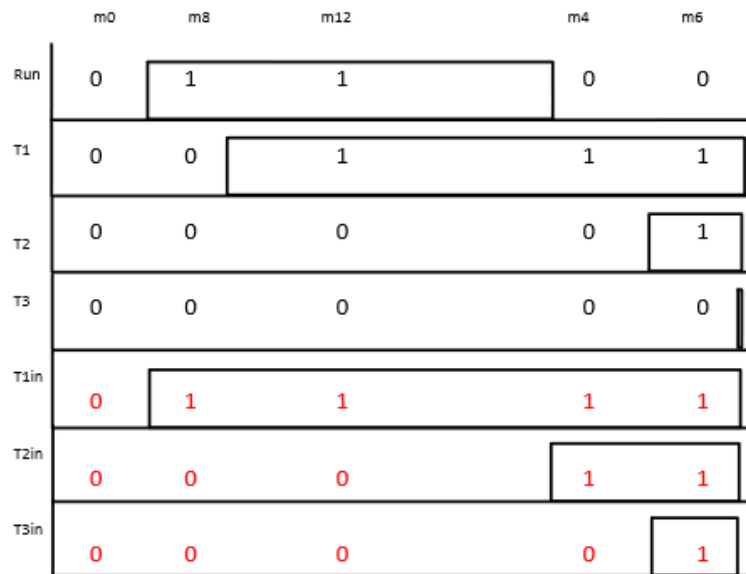 m0 m8 m12 m4 m6
Run 0 1 1 0 0
T1 0 0 1 1 1
T2 0 0 0 0 1
T3 0 0 0 0 0
T1in 0 1 1 1 1
T2in 0 0 0 1 1
T3in 0 0 0 0 1